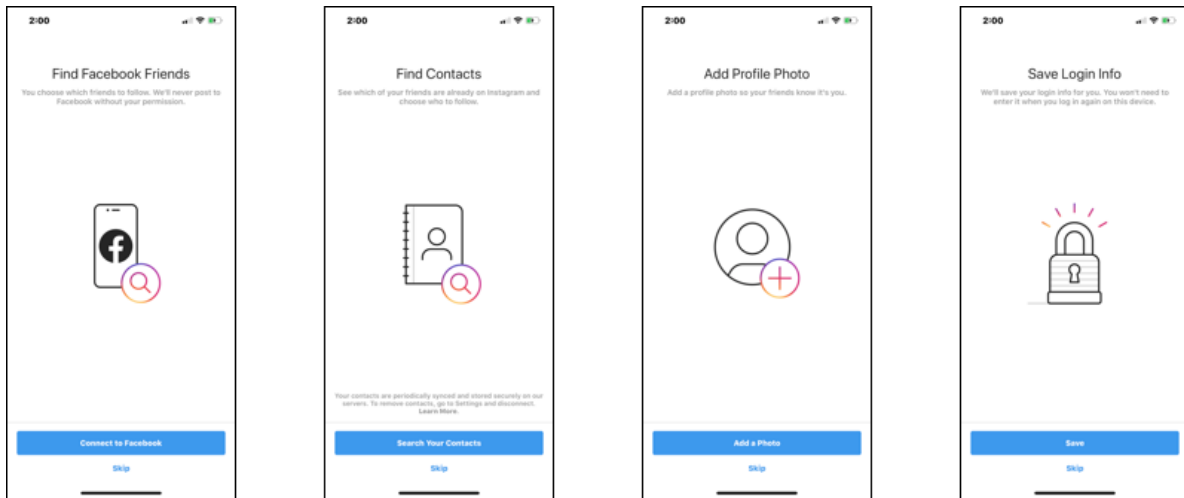 2:00
Find Facebook Friends
You choose which friends to follow. We'll never post to
Facebook without your permission.
Connect to Facebook
Skip
2:00
Find Contacts
See which of your friends are already on Instagram and
choose who to follow.
Your contacts are periodically synced and stored securely on our
servers. To remove contacts, go to Settings and disconnect.
Learn More.
Search Your Contacts
Skip
2:00
Add Profile Photo
Add a profile photo so your friends know it's you.
Add a Photo
Skip
2:00
Save Login Info
We'll save your login info for you. You won't need to
enter it when you log in again on this device.
Save
Skip